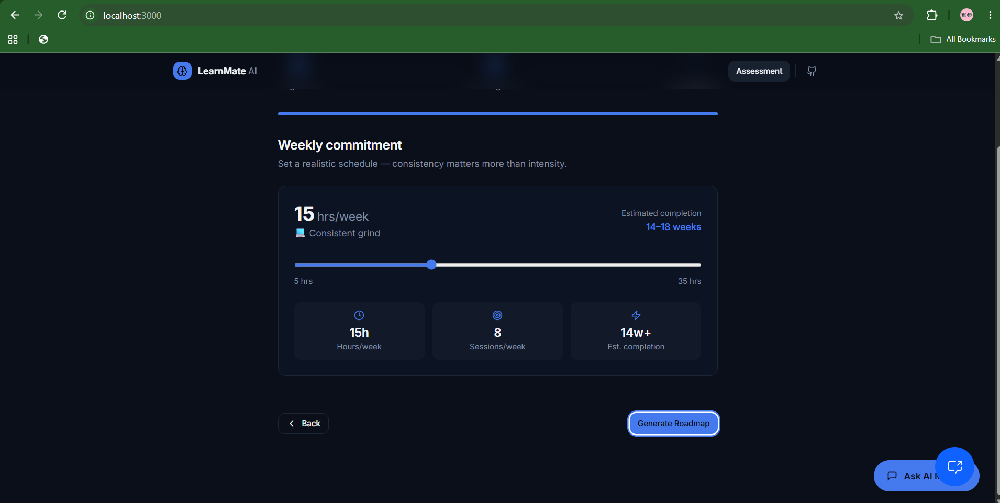 localhost:3000
All Bookmarks
LearnMate AI
Assessment
Weekly commitment
Set a realistic schedule — consistency matters more than intensity.
15 hrs/week
Estimated completion
💻 Consistent grind
14–18 weeks
5 hrs
35 hrs
15h
Hours/week
8
Sessions/week
14w+
Est. completion
Back
Generate Roadmap
Ask AI